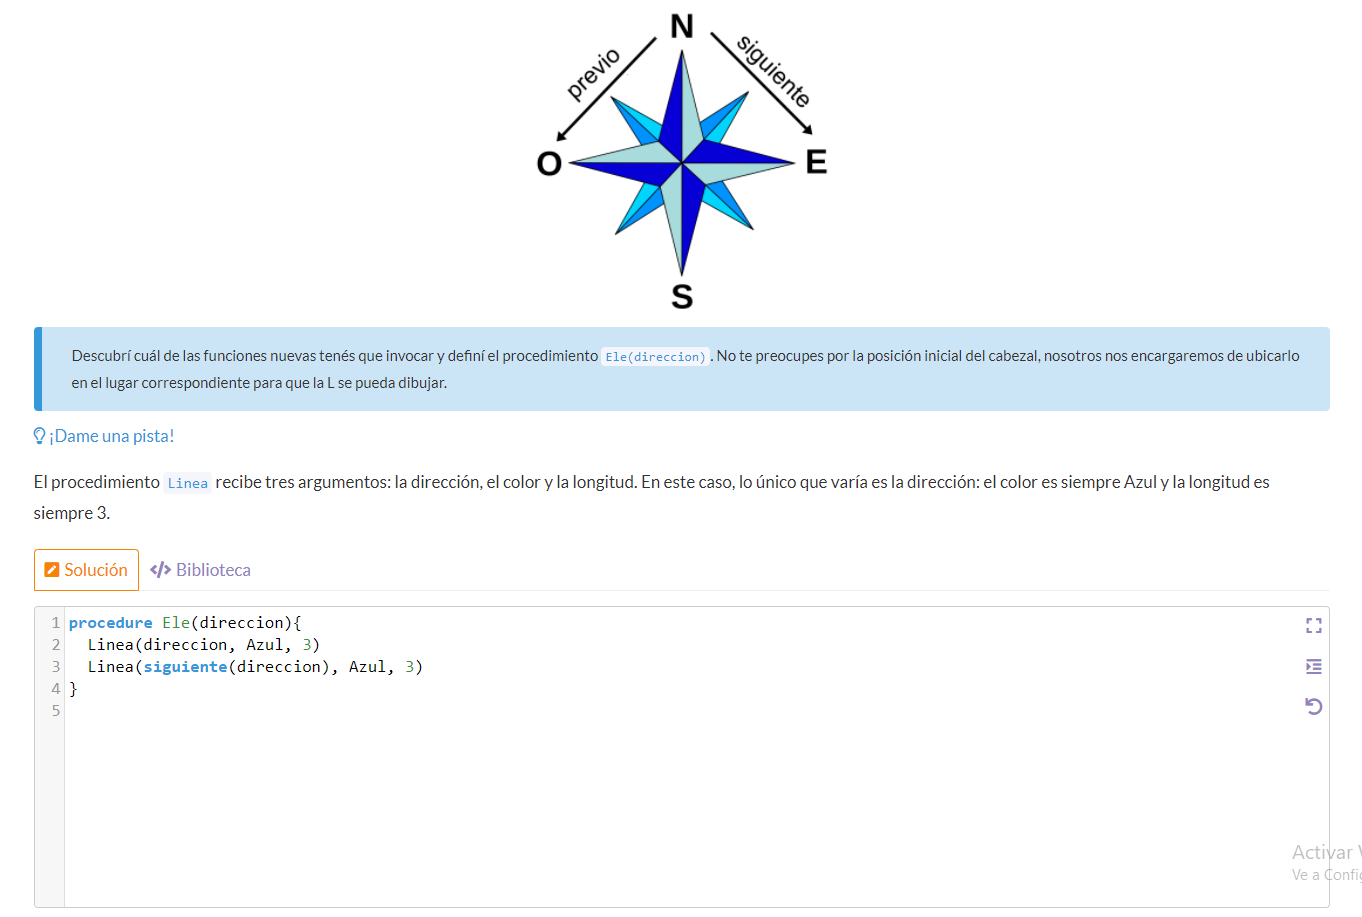 N
previo
siguiente
O
E
S
Descubrí cuál de las funciones nuevas tenés que invocar y definí el procedimiento Ele(direccion). No te preocupes por la posición inicial del cabezal, nosotros nos encargaremos de ubicarlo
en el lugar correspondiente para que la L se pueda dibujar.
¡Dame una pista!
El procedimiento Linea recibe tres argumentos: la dirección, el color y la longitud. En este caso, lo único que varía es la dirección: el color es siempre Azul y la longitud es
siempre 3.
Solución </> Biblioteca
1 procedure Ele(direccion){
2   Linea(direccion, Azul, 3)
3   Linea(siguiente(direccion), Azul, 3)
4 }
5
Activar
Ve a Config